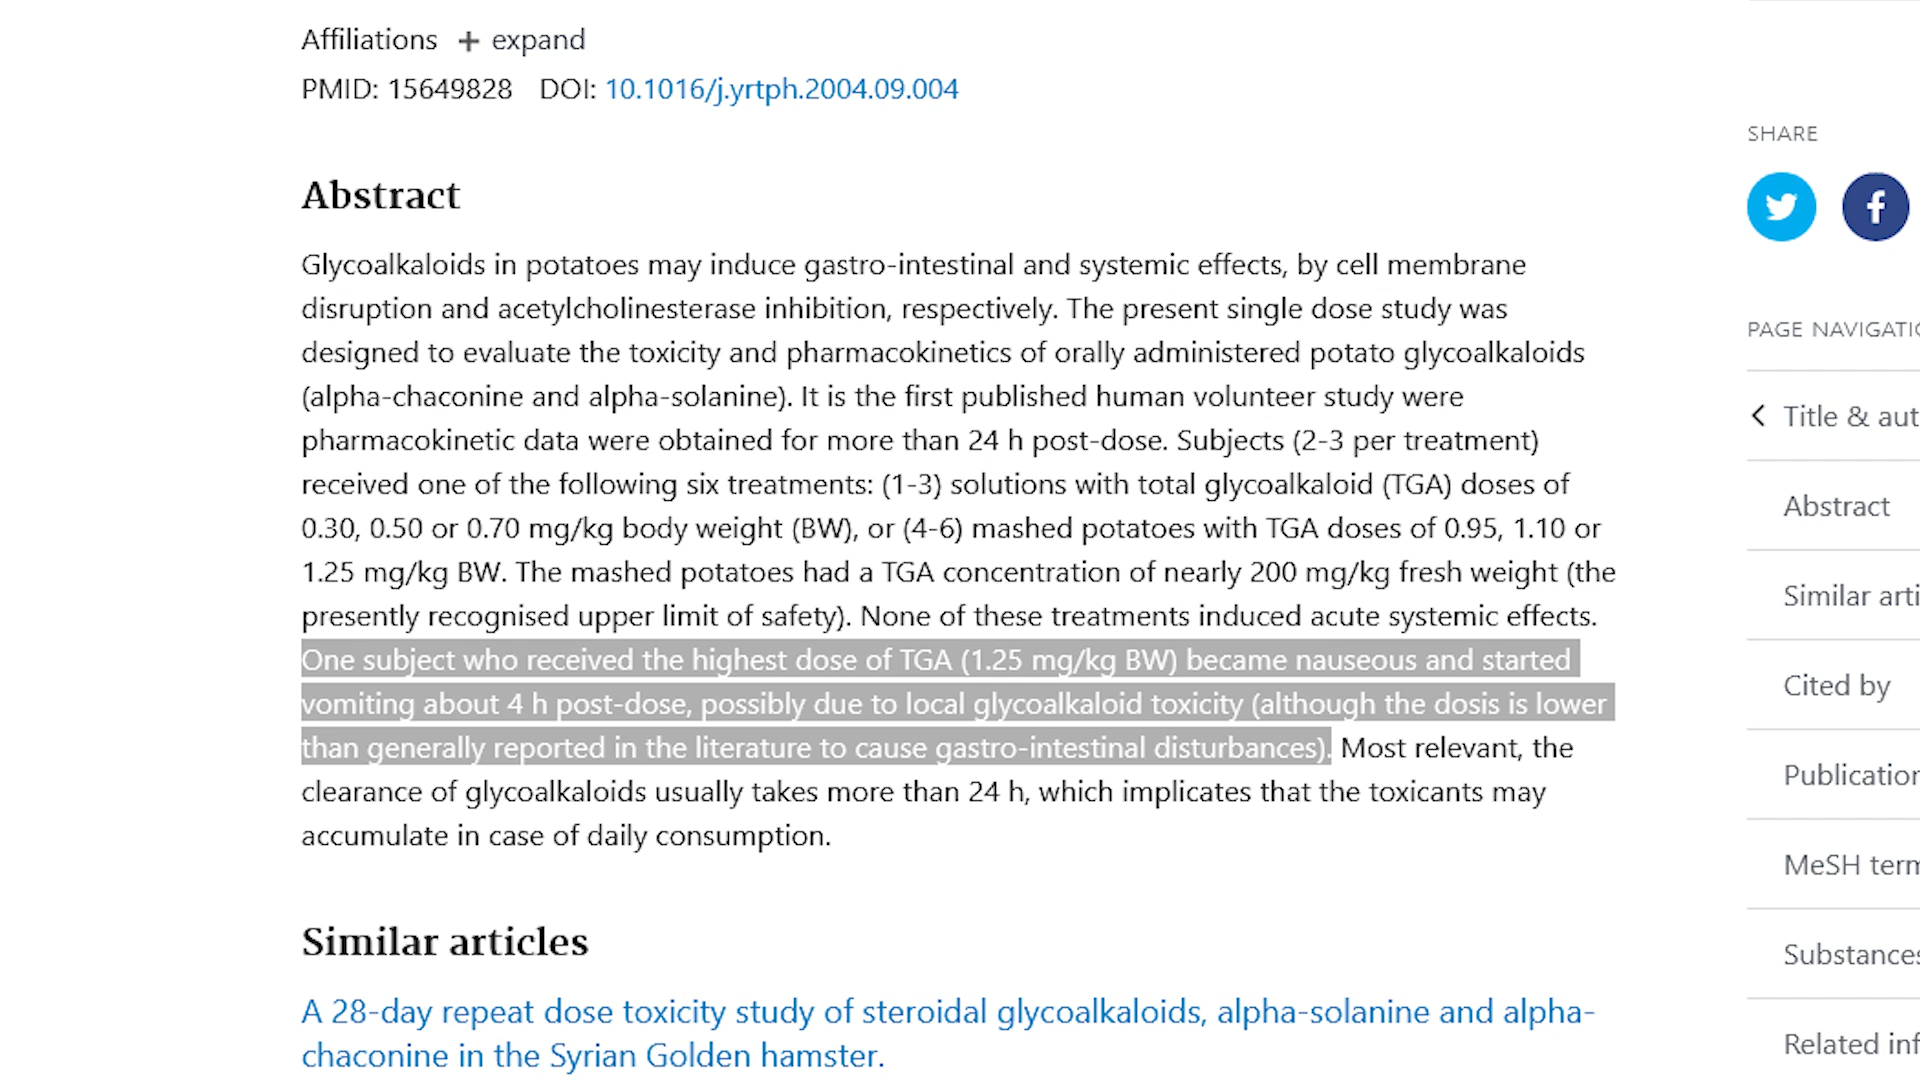 Affiliations + expand
PMID: 15649828 DOI: 10.1016/j.yrtph.2004.09.004
Abstract
Glycoalkaloids in potatoes may induce gastro-intestinal and systemic effects, by cell membrane
disruption and acetylcholinesterase inhibition, respectively. The present single dose study was
designed to evaluate the toxicity and pharmacokinetics of orally administered potato glycoalkaloids
(alpha-chaconine and alpha-solanine). It is the first published human volunteer study were
pharmacokinetic data were obtained for more than 24 h post-dose. Subjects (2-3 per treatment)
received one of the following six treatments: (1-3) solutions with total glycoalkaloid (TGA) doses of
0.30, 0.50 or 0.70 mg/kg body weight (BW), or (4-6) mashed potatoes with TGA doses of 0.95, 1.10 or
1.25 mg/kg BW. The mashed potatoes had a TGA concentration of nearly 200 mg/kg fresh weight (the
presently recognised upper limit of safety). None of these treatments induced acute systemic effects.
One subject who received the highest dose of TGA (1.25 mg/kg BW) became nauseous and started
vomiting about 4 h post-dose, possibly due to local glycoalkaloid toxicity (although the dosis is lower
than generally reported in the literature to cause gastro-intestinal disturbances). Most relevant, the
clearance of glycoalkaloids usually takes more than 24 h, which implicates that the toxicants may
accumulate in case of daily consumption.
Similar articles
A 28-day repeat dose toxicity study of steroidal glycoalkaloids, alpha-solanine and alpha-
chaconine in the Syrian Golden hamster.
SHARE
PAGE NAVIGATIO
Title & aut
Abstract
Similar arti
Cited by
Publication
MeSH term
Substances
Related inf